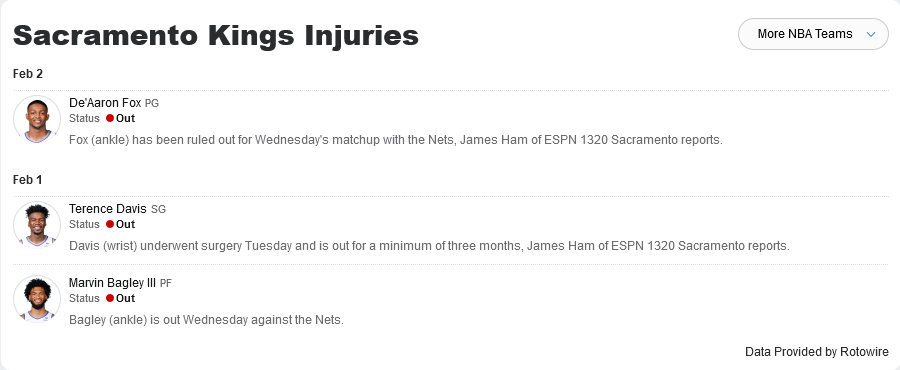 Sacramento Kings Injuries
More NBA Teams
Feb 2
De'Aaron Fox PG
Status Out
Fox (ankle) has been ruled out for Wednesday's matchup with the Nets, James Ham of ESPN 1320 Sacramento reports.
Feb 1
Terence Davis SG
Status Out
Davis (wrist) underwent surgery Tuesday and is out for a minimum of three months, James Ham of ESPN 1320 Sacramento reports.
Marvin Bagley III PF
Status Out
Bagley (ankle) is out Wednesday against the Nets.
Data Provided by Rotowire